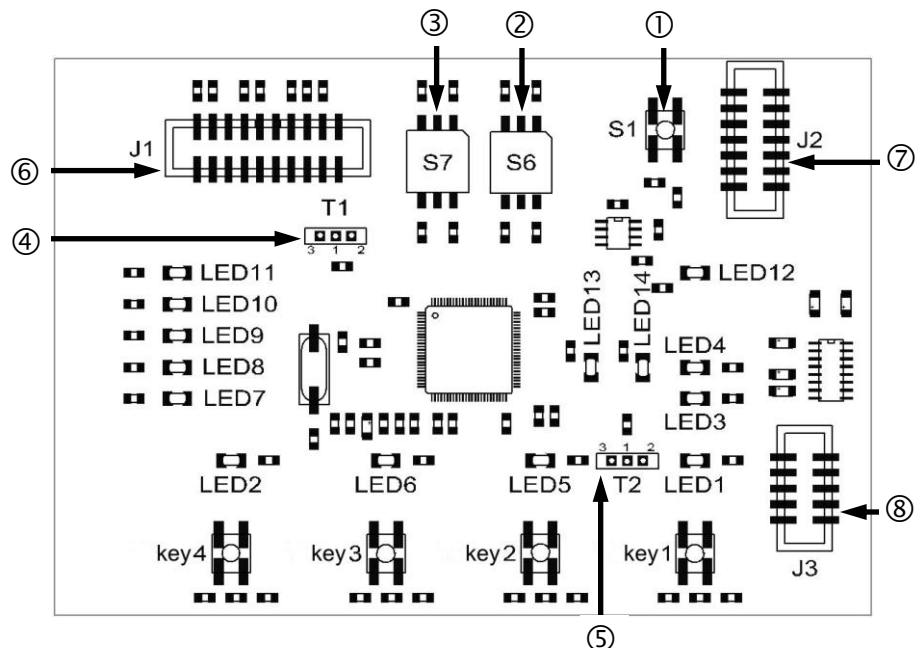 ③ ② ①
J1 S7 S6 S1 J2
⑥ ⑦
T1
④
3 1 2
LED11 LED13 LED14 LED12
LED10
LED9
LED8 LED4
LED7 LED3
3 1 2
LED2 LED6 LED5 T2 LED1
⑧
key4 key3 key2 key1
J3
⑤